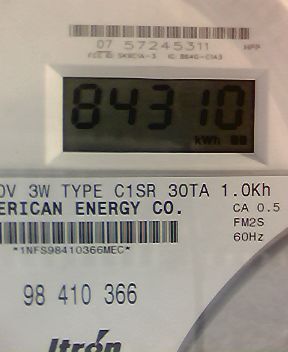 07 57245311
84310
kWh
0V 3W TYPE C1SR 30TA 1.0Kh
ERICAN ENERGY CO.
CA 0.5
FM2S
60Hz
*1NFS98410366MEC*
98 410 366
Itrón